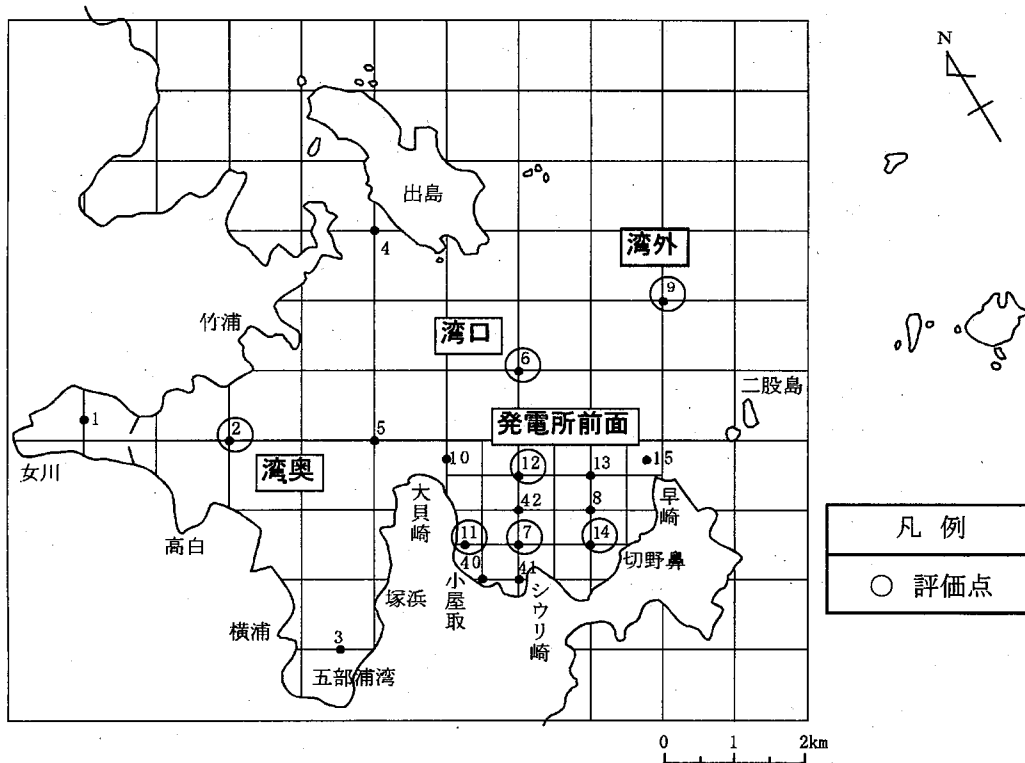 N
出島
4
湾外
9
竹浦
湾口
6
二股島
発電所前面
1
2
5
10
12
13
15
女川
湾奥
大貝崎
42
8
早崎
高白
11
7
14
切野鼻
40
41
塚浜
小屋取
シウリ崎
横浦
3
五部浦湾
凡例
○ 評価点
0 1 2km